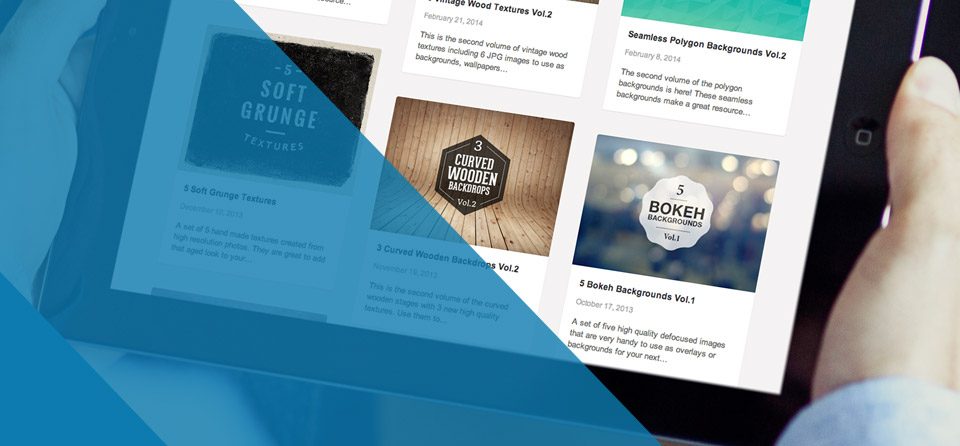 Vintage Wood Textures Vol.2
February 21, 2014
This is the second volume of vintage wood
textures including 6 JPG images to use as
backgrounds, wallpapers…
Seamless Polygon Backgrounds Vol.2
February 8, 2014
The second volume of the polygon
backgrounds is here! These seamless
backgrounds make a great resource…
5
SOFT
GRUNGE
TEXTURES
5 Soft Grunge Textures
December 10, 2013
A set of 5 hand made textures created from
high resolution photos. They are great to add
that aged look to your…
3
CURVED
WOODEN
BACKDROPS
Vol.2
3 Curved Wooden Backdrops Vol.2
November 19, 2013
This is the second volume of the curved
wooden stages with 3 new high quality
textures. Use them to…
5
BOKEH
BACKGROUNDS
Vol.1
5 Bokeh Backgrounds Vol.1
October 17, 2013
A set of five high quality defocused images
that are very handy to use as overlays or
backgrounds for your next…